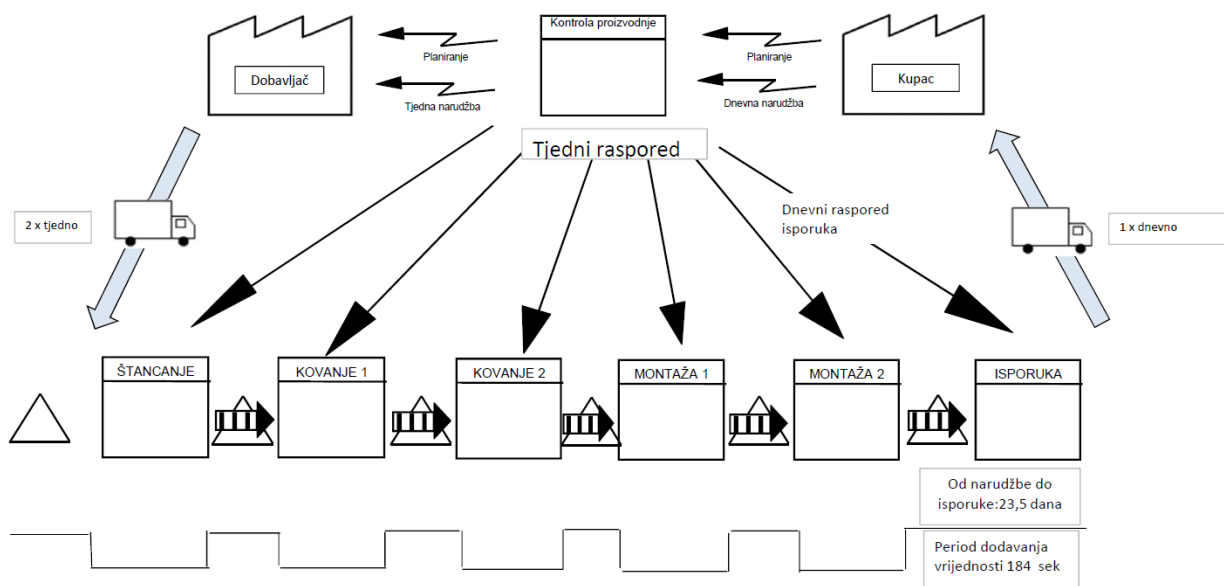 Kontrola proizvodnje
Dobavljač
Planiranje
Tjedna narudžba
Planiranje
Dnevna narudžba
Kupac
Tjedni raspored
Dnevni raspored
isporuka
2 x tjedno
1 x dnevno
ŠTANCANJE
KOVANJE 1
KOVANJE 2
MONTAŽA 1
MONTAŽA 2
ISPORUKA
Od narudžbe do
isporuke:23,5 dana
Period dodavanja
vrijednosti 184 sek